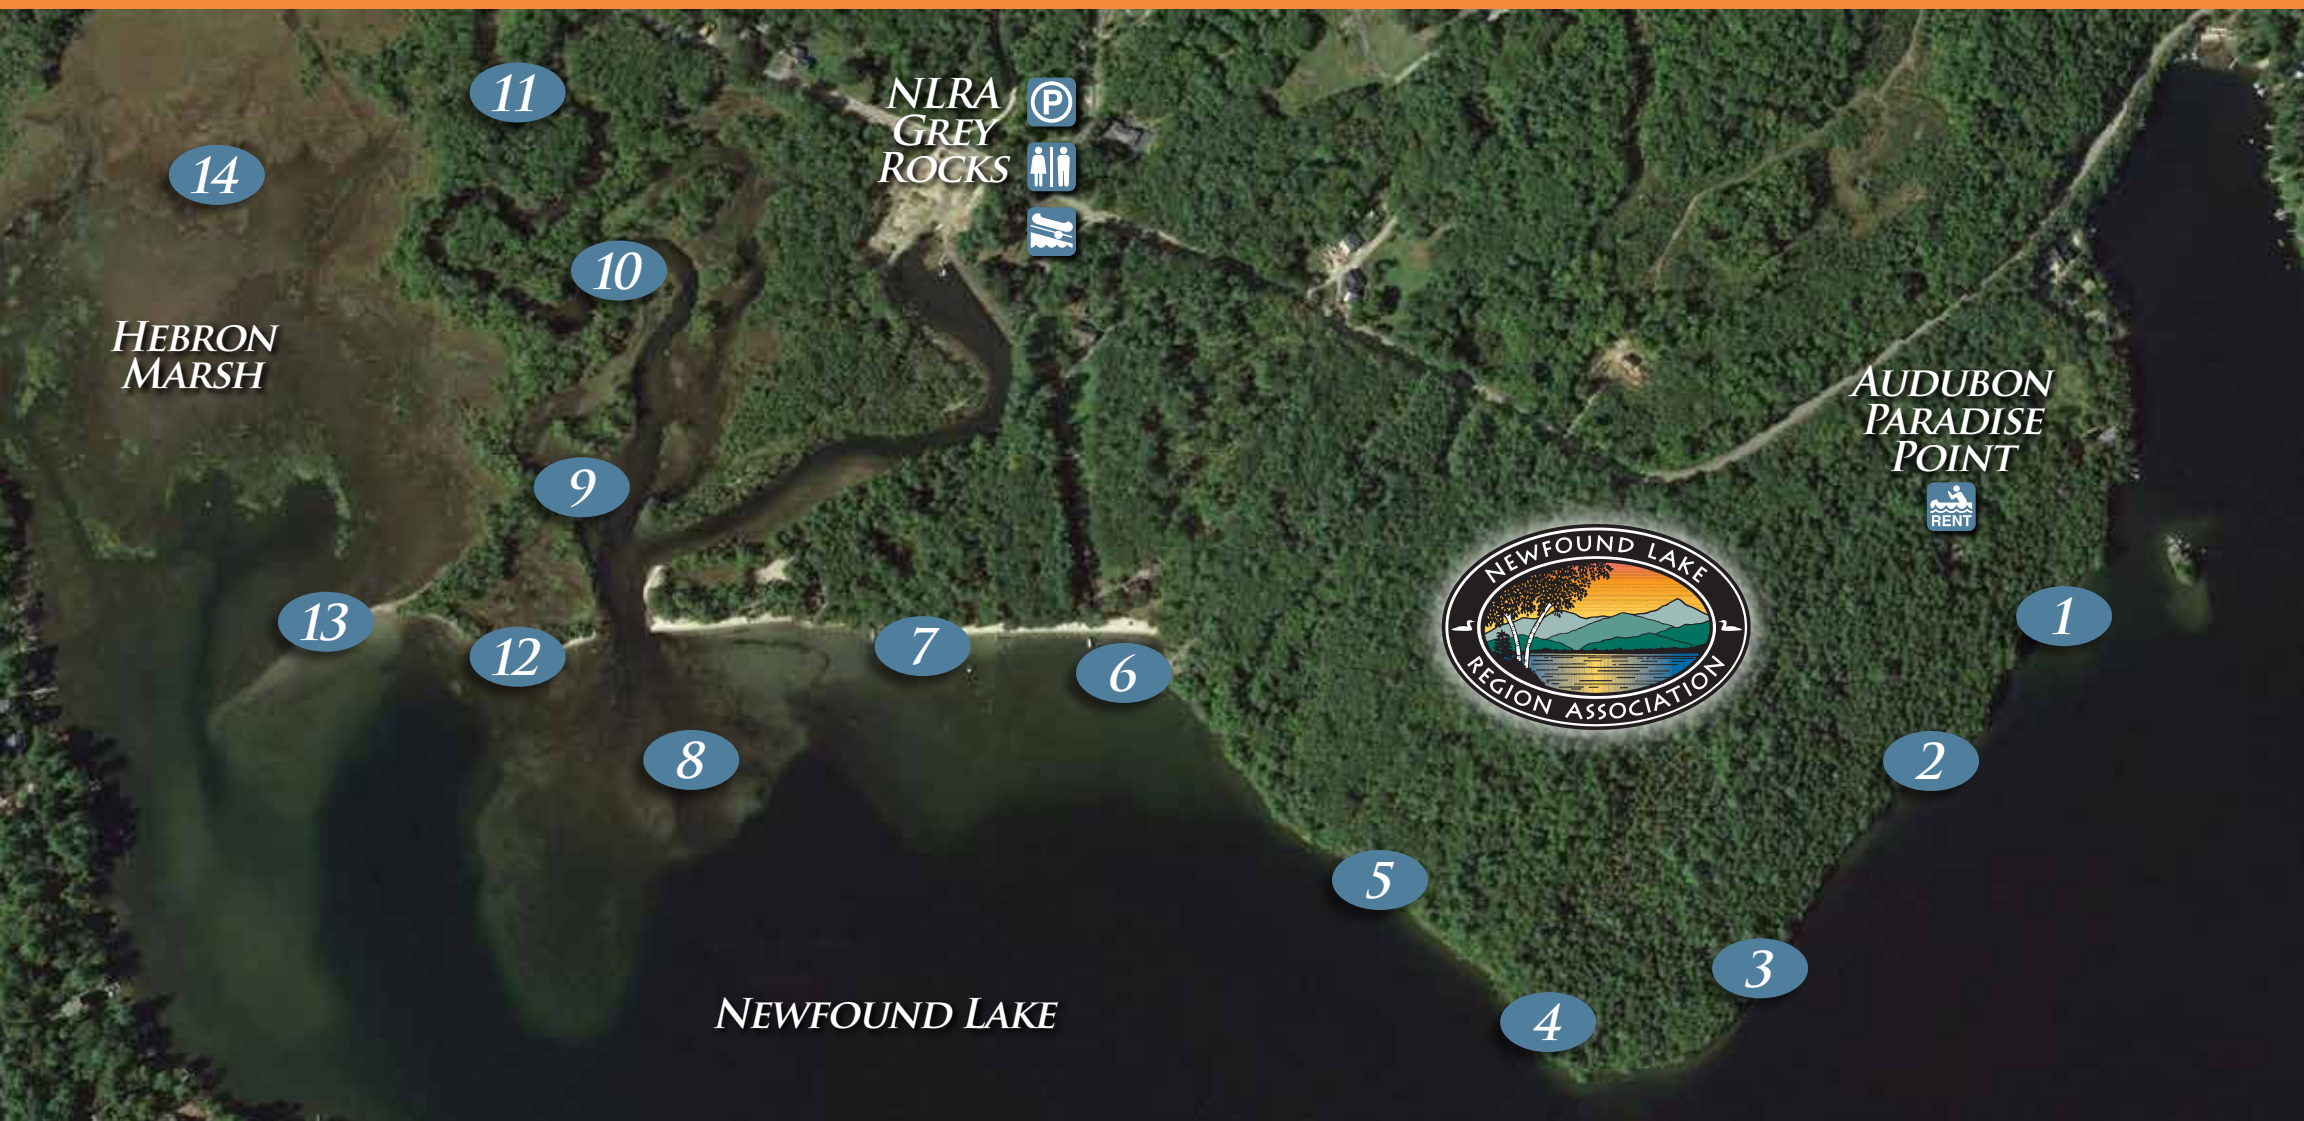 11
NLRA
GREY
ROCKS
P
14
10
HEBRON
MARSH
AUDUBON
PARADISE
POINT
RENT
9
NEWFOUND LAKE
REGION ASSOCIATION
1
13
12
7
6
2
8
5
3
4
NEWFOUND LAKE